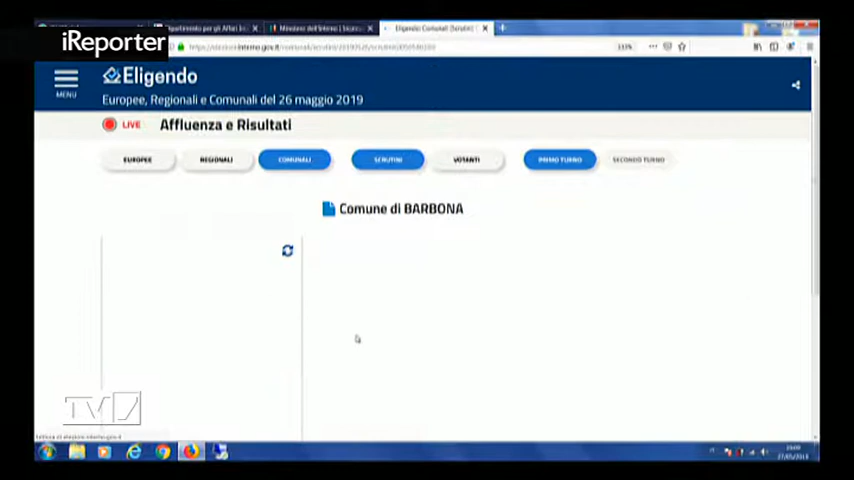 iReporter
Eligendo
MENU
Europee, Regionali e Comunali del 26 maggio 2019
LIVE Affluenza e Risultati
EUROPEE REGIONALI COMUNALI SCRUTINI VOTANTI PRIMO TURNO SECONDO TURNO
Comune di BARBONA
TV7